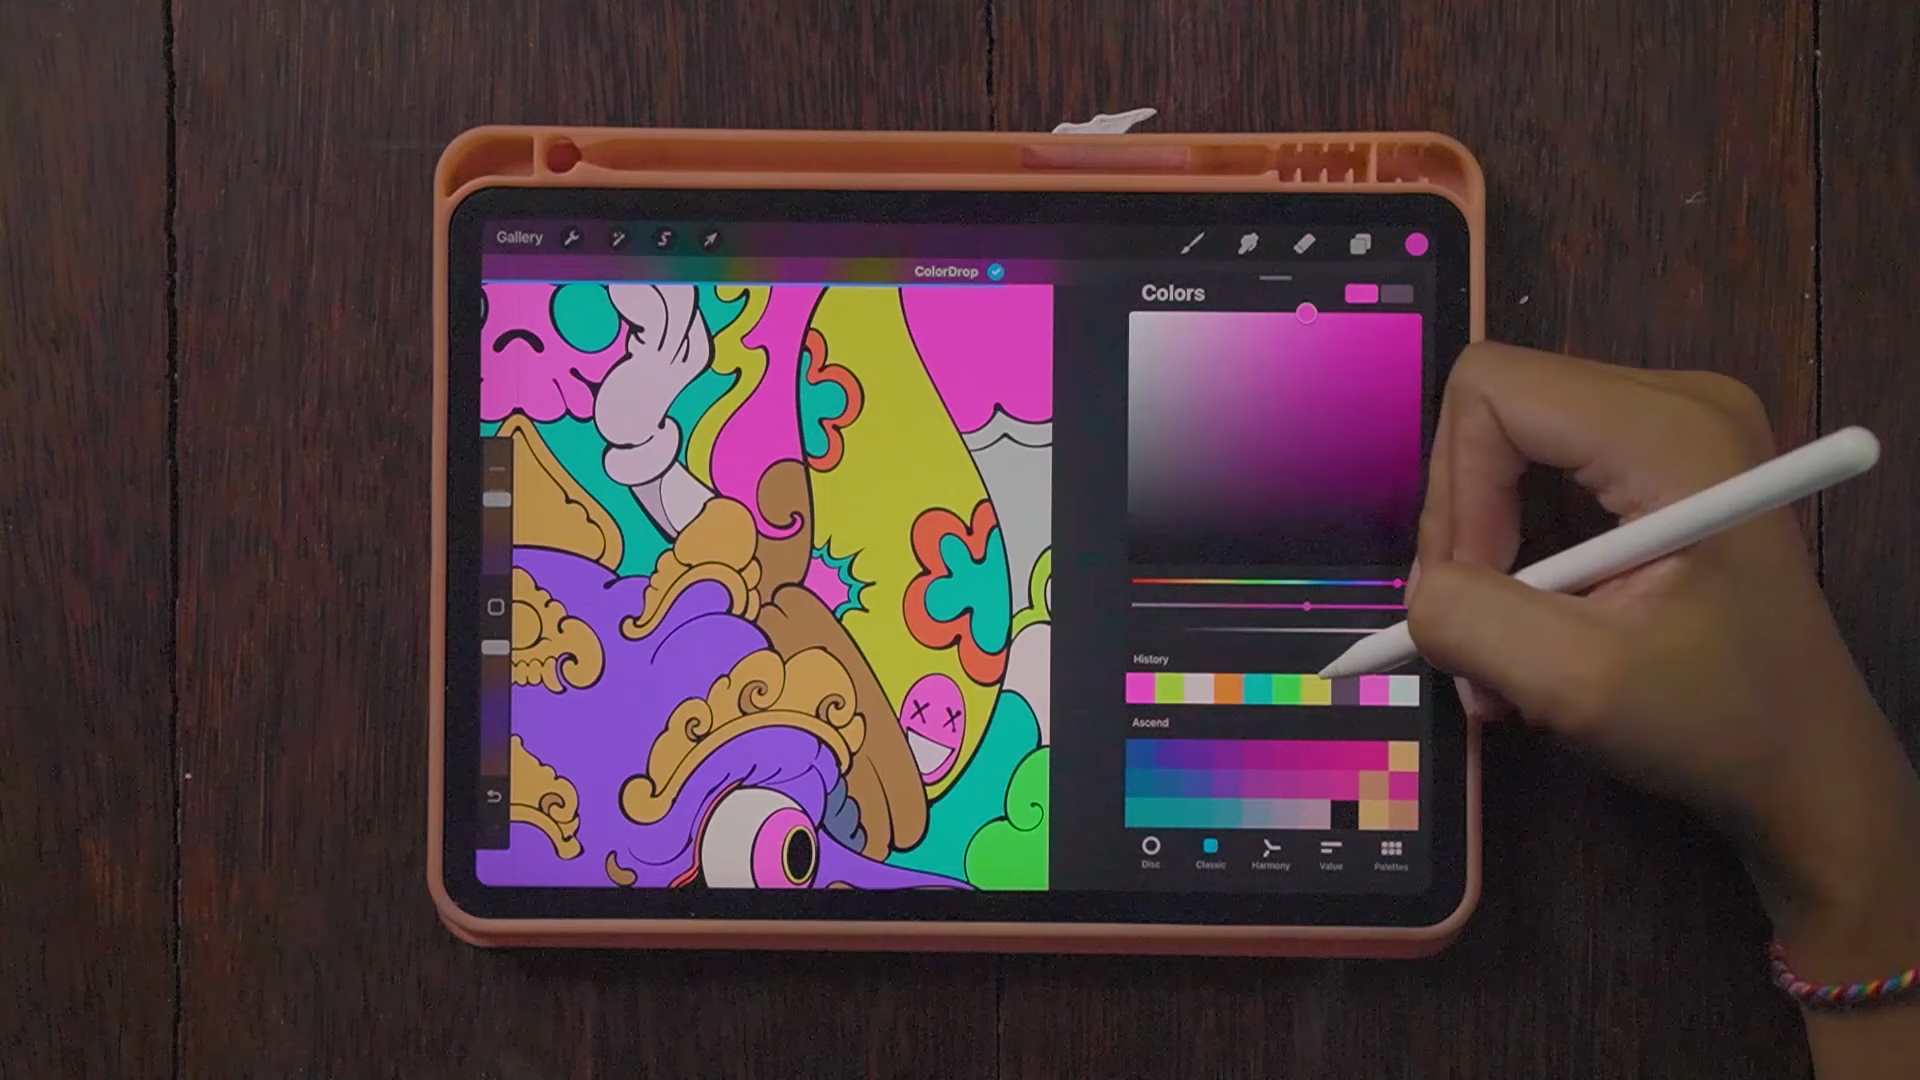 Gallery
ColorDrop
Colors
History
Ascend
Disc Classic Harmony Value Palettes